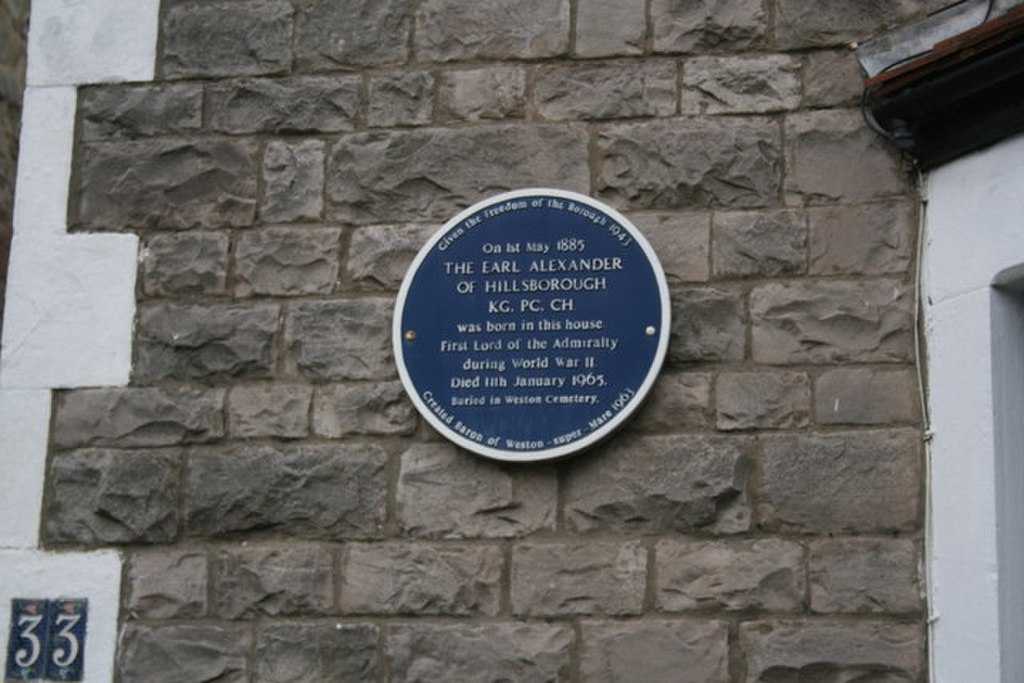 Given the Freedom of the Borough 1943
On 1st May 1885
THE EARL ALEXANDER
OF HILLSBOROUGH
KG. PC. CH
was born in this house
First Lord of the Admiralty
during World War II
Died 11th January 1965.
Buried in Weston Cemetery.
Created Baron of Weston-super-Mare 1963
33